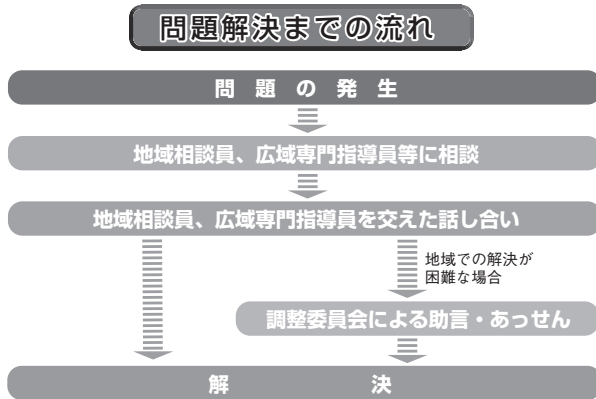 問題解決までの流れ
問題の発生
地域相談員、広域専門指導員等に相談
地域相談員、広域専門指導員を交えた話し合い
地域での解決が
困難な場合
調整委員会による助言・あっせん
解決